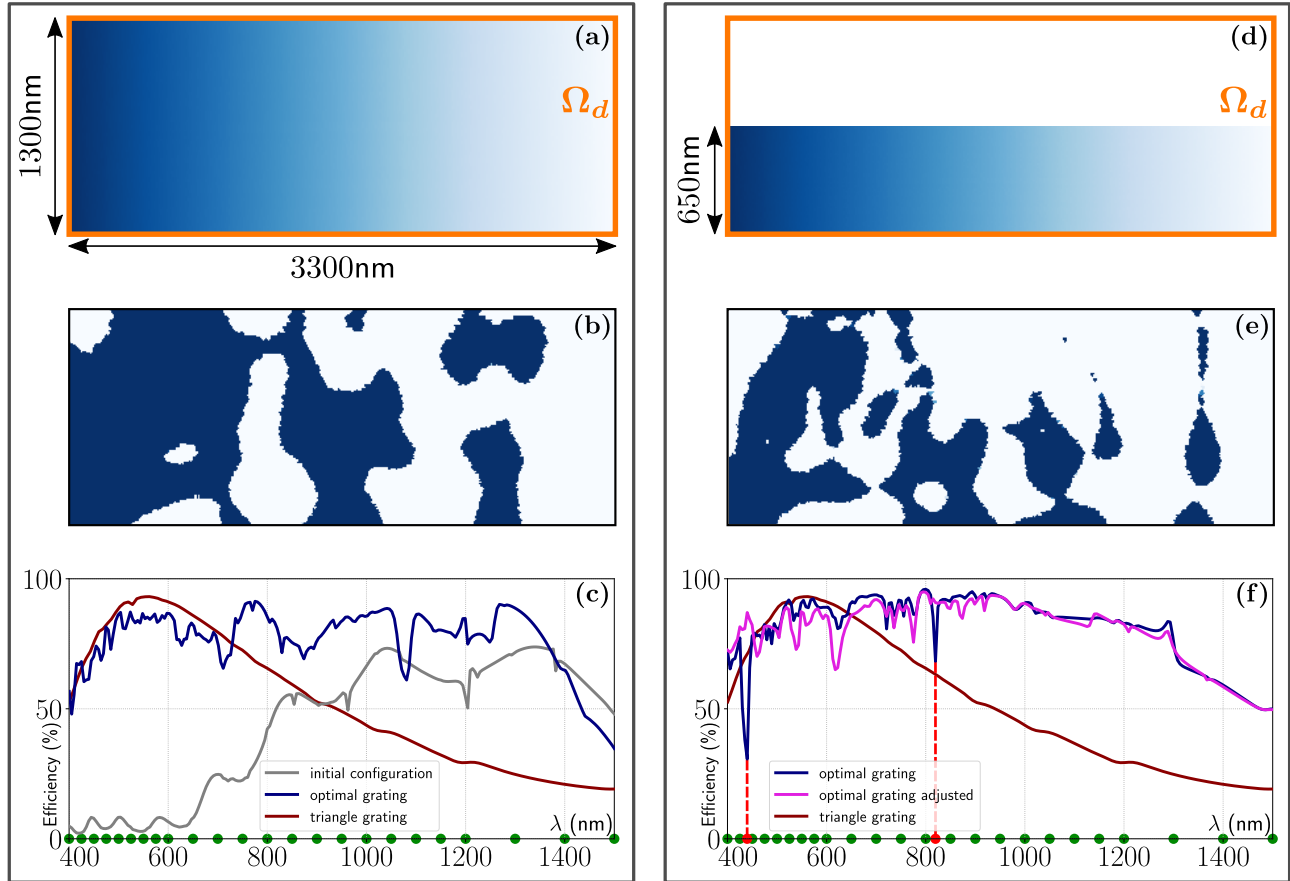 (a)
Ωd
1300nm
3300nm
(b)
(c)
100
50
0
Efficiency (%)
initial configuration
optimal grating
triangle grating
λ (nm)
400 600 800 1000 1200 1400
(d)
Ωd
650nm
(e)
(f)
100
50
0
Efficiency (%)
optimal grating
optimal grating adjusted
triangle grating
λ (nm)
400 600 800 1000 1200 1400